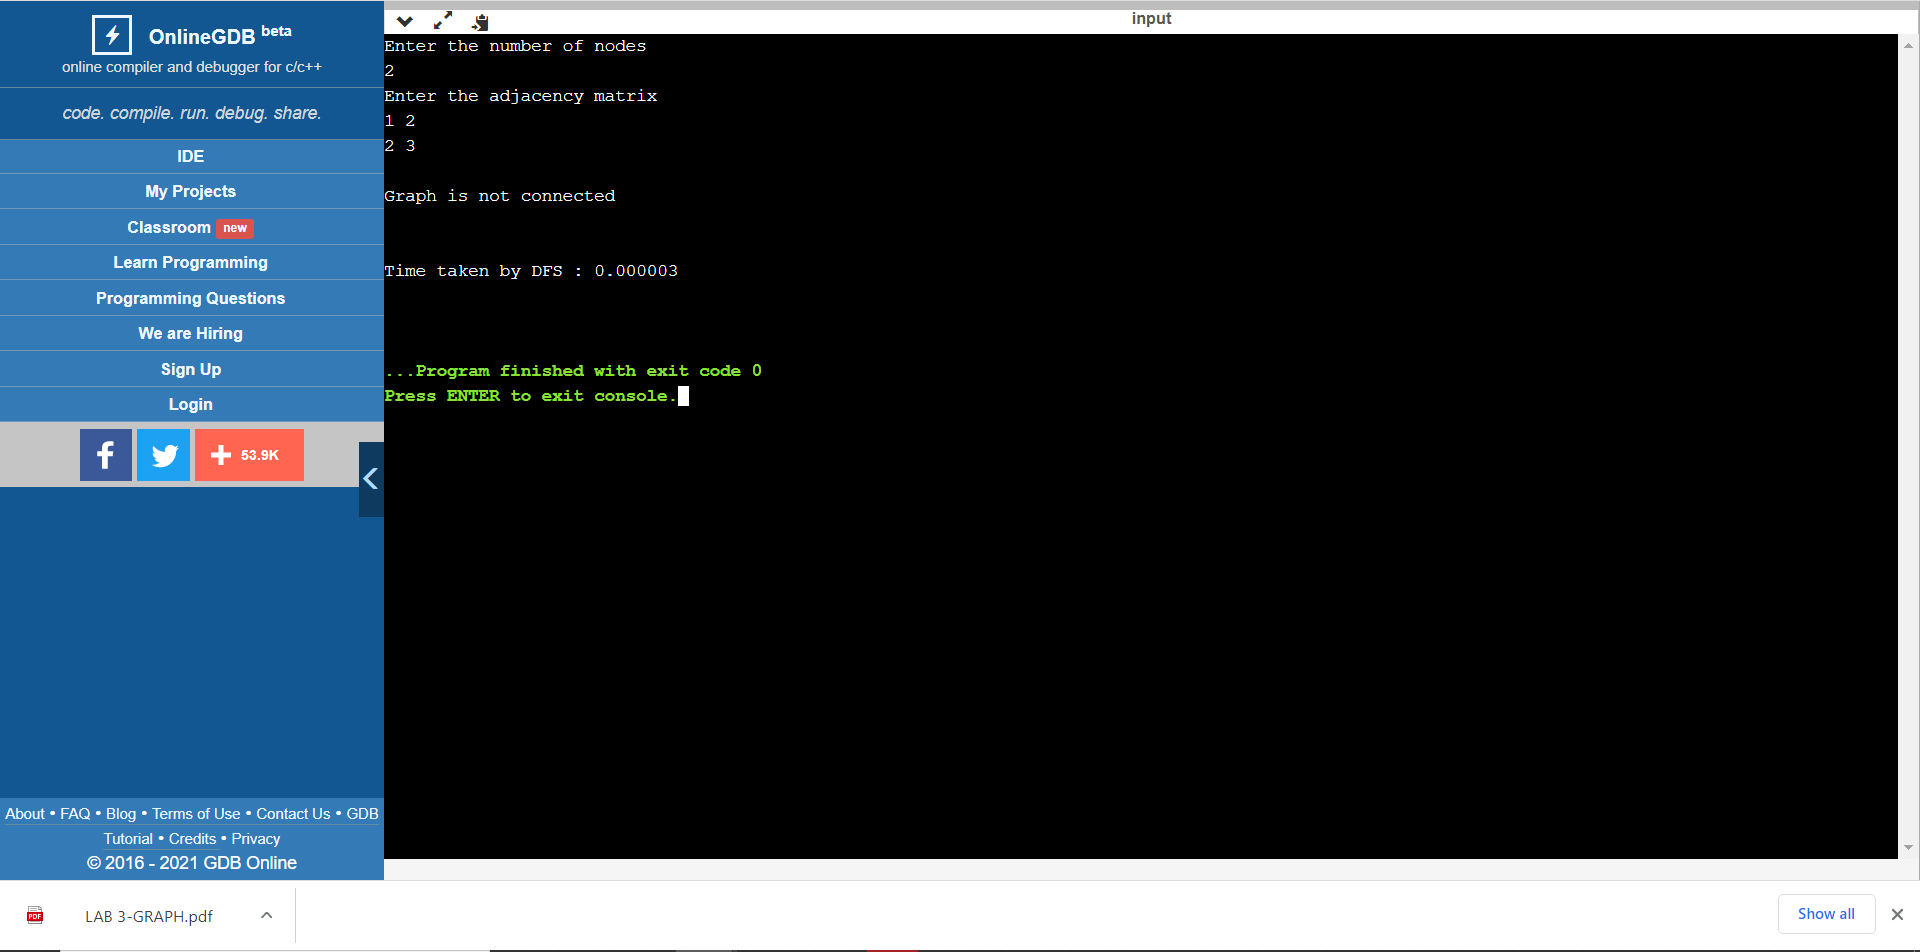 OnlineGDB beta
online compiler and debugger for c/c++
code. compile. run. debug. share.
IDE
My Projects
Classroom new
Learn Programming
Programming Questions
We are Hiring
Sign Up
Login
53.9K
About • FAQ • Blog • Terms of Use • Contact Us • GDB
Tutorial • Credits • Privacy
© 2016 - 2021 GDB Online
input
Enter the number of nodes
2
Enter the adjacency matrix
1 2
2 3
Graph is not connected
Time taken by DFS : 0.000003
...Program finished with exit code 0
Press ENTER to exit console.
PDF
LAB 3-GRAPH.pdf
Show all